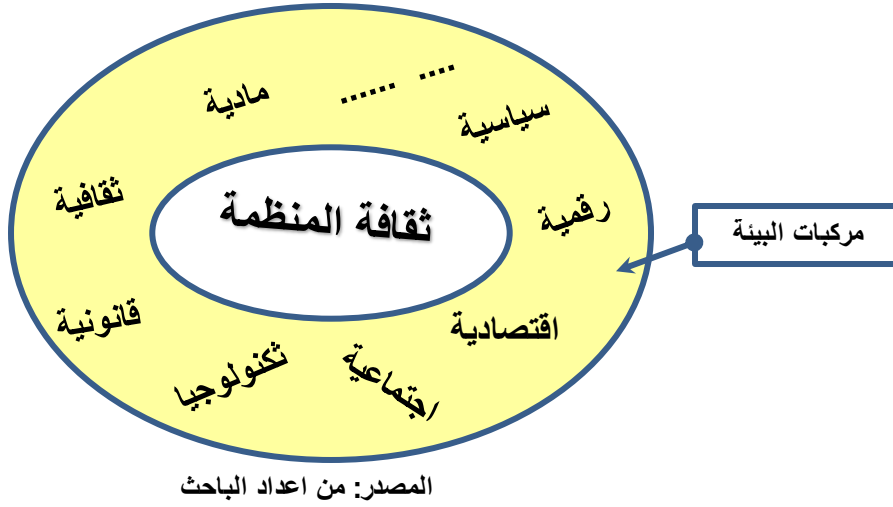 ...... ....
مادية
سياسية
ثقافية
ثقافة المنظمة
رقمية
مركبات البيئة
قانونية
اقتصادية
تكنولوجيا
اجتماعية
المصدر: من اعداد الباحث